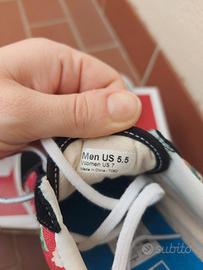 Men US 5.5
Women US 7
Made in China
subito